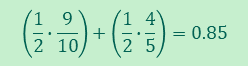 (1/2 · 9/10) + (1/2 · 4/5) = 0.85